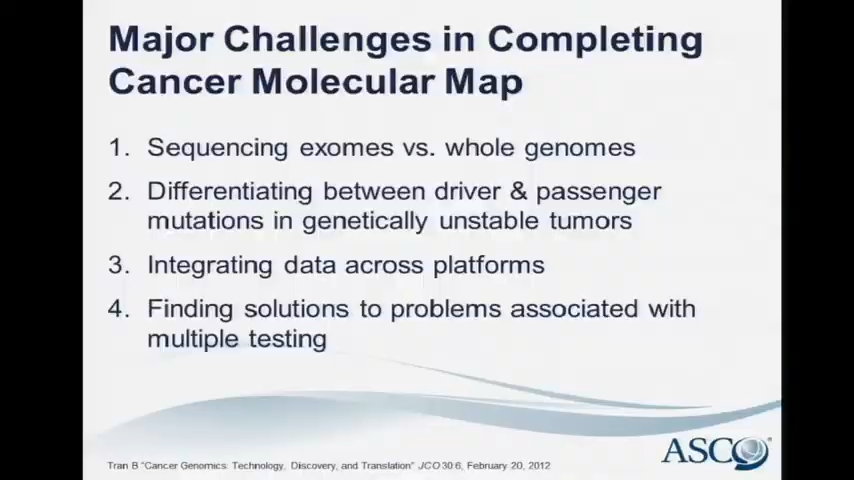 Major Challenges in Completing
Cancer Molecular Map
1. Sequencing exomes vs. whole genomes
2. Differentiating between driver & passenger
mutations in genetically unstable tumors
3. Integrating data across platforms
4. Finding solutions to problems associated with
multiple testing
Tran B "Cancer Genomics: Technology, Discovery, and Translation" JCO 30:6, February 20, 2012
ASCO®